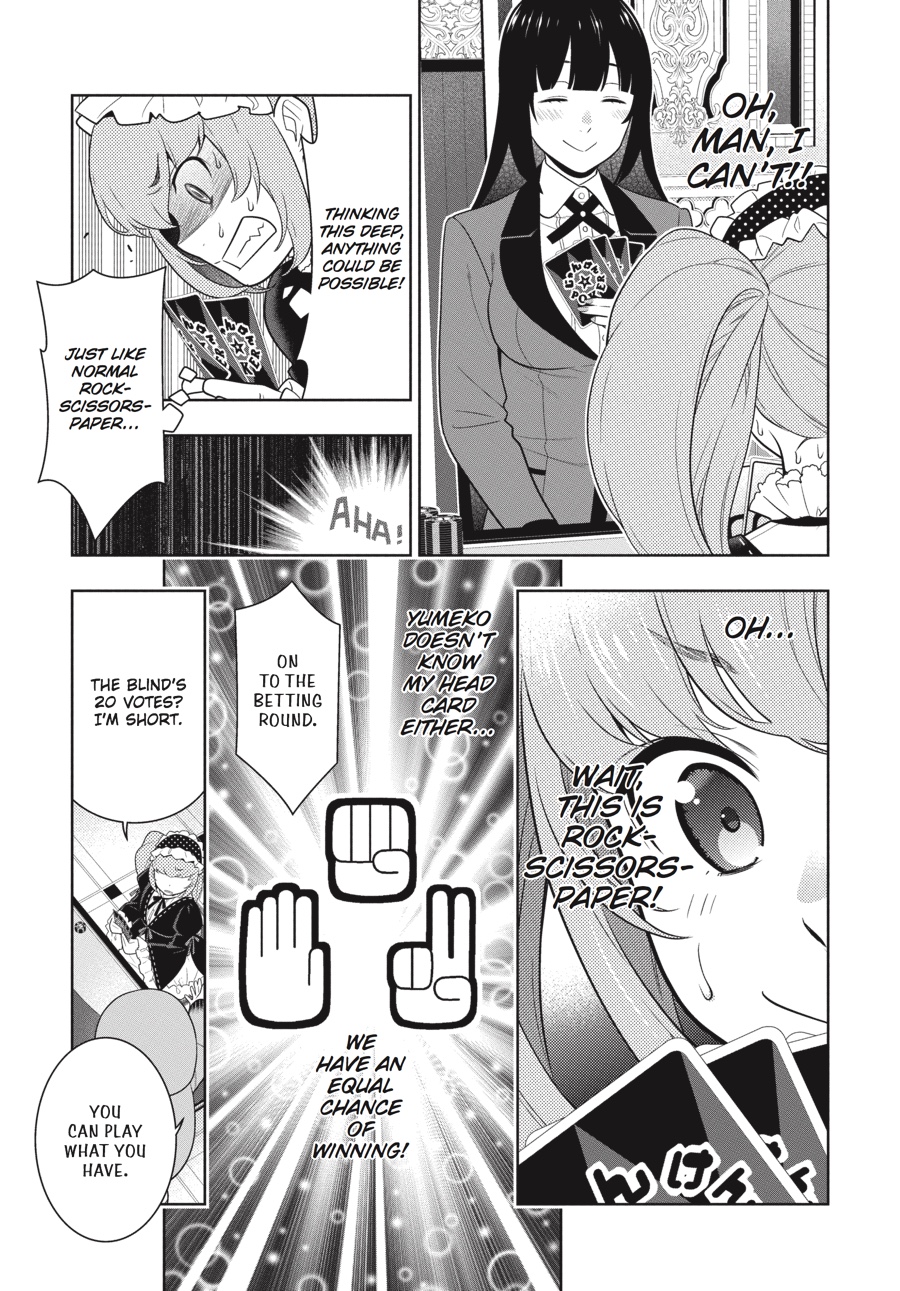 OH,
MAN, I
CAN'T!!
THINKING
THIS DEEP,
ANYTHING
COULD BE
POSSIBLE!
JUST LIKE
NORMAL
ROCK-
SCISSORS-
PAPER...
AHA!
OH...
WAIT,
THIS IS
ROCK-
SCISSORS-
PAPER!
YUMEKO
DOESN'T
KNOW
MY HEAD
CARD
EITHER...
WE
HAVE AN
EQUAL
CHANCE
OF
WINNING!
ON
TO THE
BETTING
ROUND.
THE BLIND'S
20 VOTES?
I'M SHORT.
YOU
CAN PLAY
WHAT YOU
HAVE.